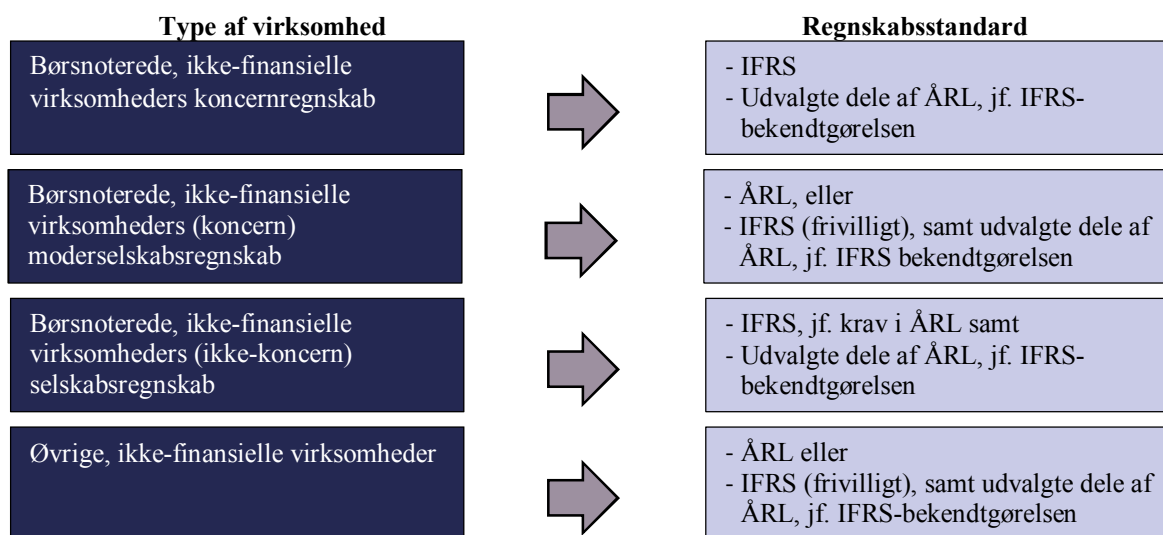 Type af virksomhed
Regnskabsstandard
Børsnoterede, ikke-finansielle
virksomheders koncernregnskab
- IFRS
- Udvalgte dele af ÅRL, jf. IFRS-
bekendtgørelsen
Børsnoterede, ikke-finansielle
virksomheders (koncern)
moderselskabsregnskab
- ÅRL, eller
- IFRS (frivilligt), samt udvalgte dele af
ÅRL, jf. IFRS bekendtgørelsen
Børsnoterede, ikke-finansielle
virksomheders (ikke-koncern)
selskabsregnskab
- IFRS, jf. krav i ÅRL samt
- Udvalgte dele af ÅRL, jf. IFRS-
bekendtgørelsen
Øvrige, ikke-finansielle virksomheder
- ÅRL eller
- IFRS (frivilligt), samt udvalgte dele af
ÅRL, jf. IFRS-bekendtgørelsen